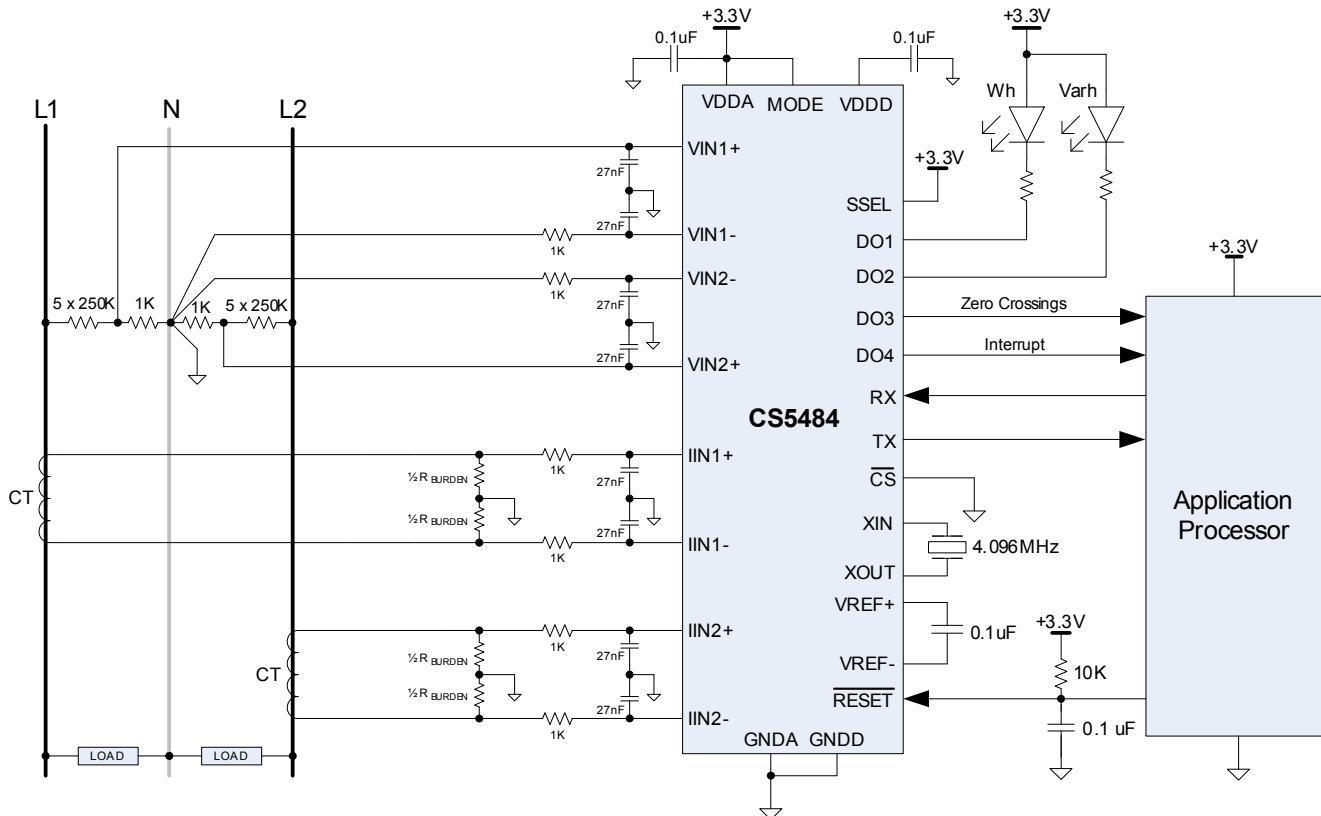 +3.3V
+3.3V
0.1uF
0.1uF
Wh
Varh
L1
N
L2
VDDA
MODE
VDDD
VIN1+
27nF
27nF
VIN1-
1K
VIN2-
1K
27nF
27nF
VIN2+
5 x 250K
1K
1K
5 x 250K
+3.3V
SSEL
DO1
DO2
+3.3V
DO3
Zero Crossings
DO4
Interrupt
RX
TX
CS5484
CS
XIN
4.096MHz
XOUT
VREF+
0.1uF
VREF-
RESET
+3.3V
10K
0.1 uF
Application
Processor
CT
IIN1+
1K
½R BURDEN
½R BURDEN
27nF
27nF
IIN1-
1K
CT
IIN2+
1K
½R BURDEN
½R BURDEN
27nF
27nF
IIN2-
1K
LOAD
LOAD
GNDA
GNDD